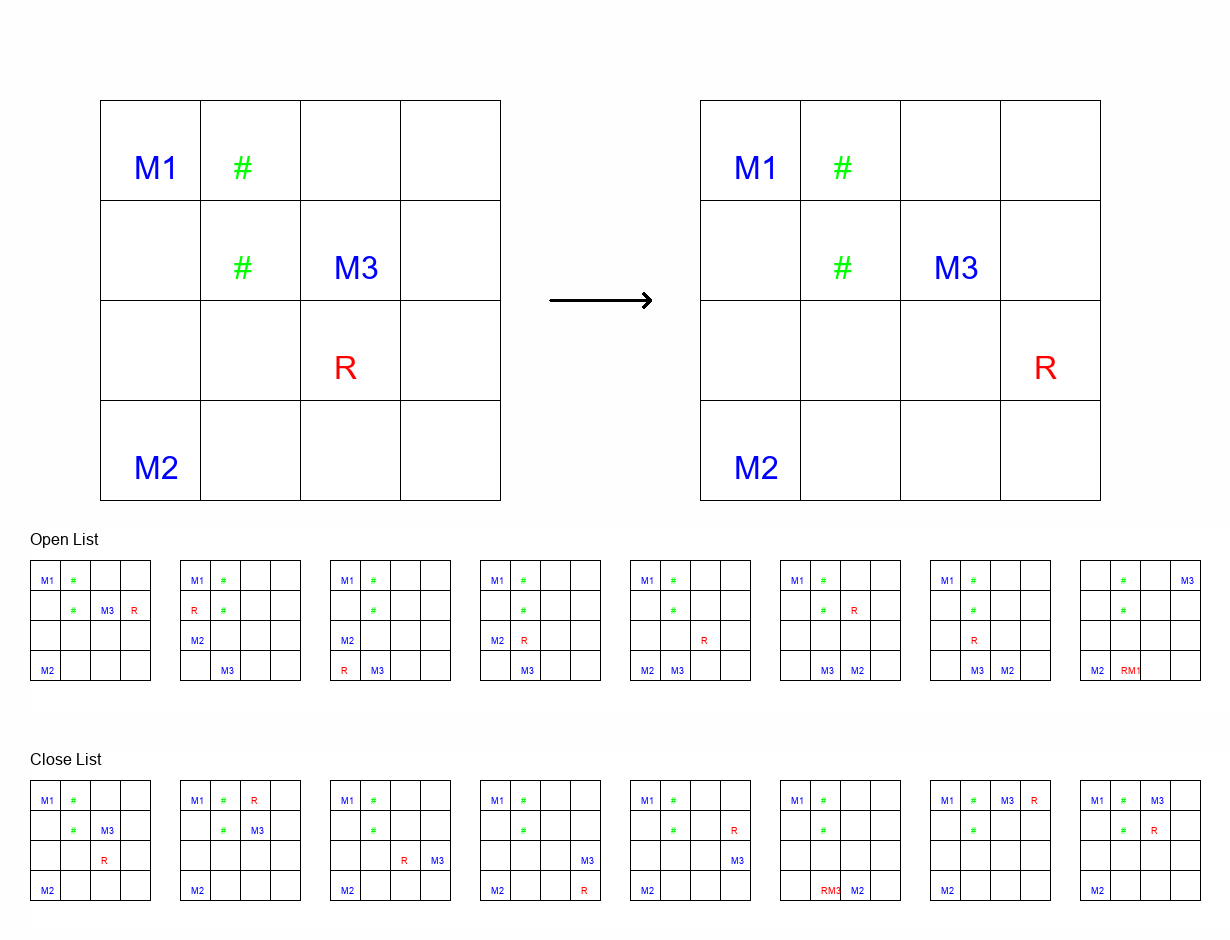 M1 # M1 #
# M3 # M3
R R
M2 M2
Open List
M1 # M1 # M1 # M1 # M1 # M1 # M1 # # M3
# M3 R R # # # # # R # #
M2 M2 M2 R R R
M2 M3 R M3 M3 M2 M3 M3 M2 M3 M2 M2 RM1
Close List
M1 # M1 # R M1 # M1 # M1 # M1 # M1 # M3 R M1 # M3
# M3 # M3 # # # R # # # R
R R M3 M3 M3
M2 M2 M2 M2 R M2 RM3 M2 M2 M2